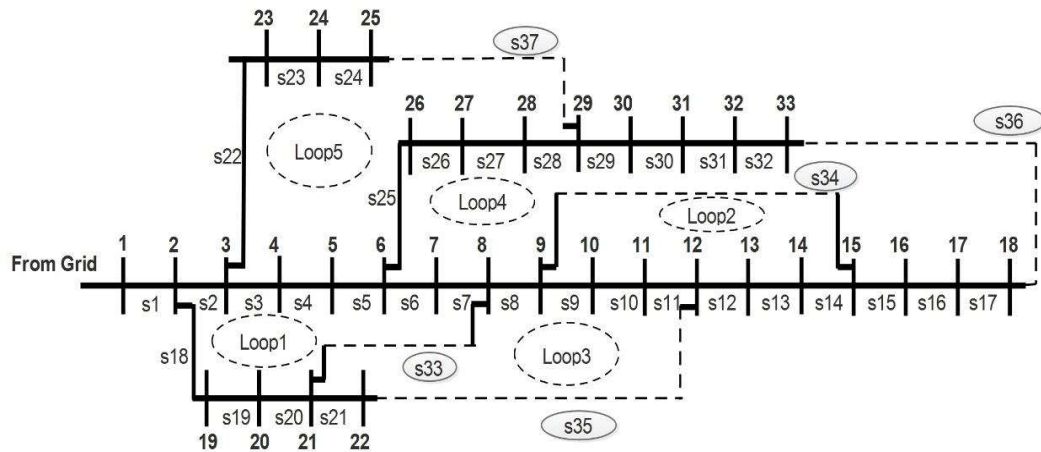 23 24 25
s37
s23 s24
26 27 28 29 30 31 32 33
s36
s22 Loop5
s26 s27 s28 s29 s30 s31 s32
s34
s25 Loop4 Loop2
From Grid 1 2 3 4 5 6 7 8 9 10 11 12 13 14 15 16 17 18
s1 s2 s3 s4 s5 s6 s7 s8 s9 s10 s11 s12 s13 s14 s15 s16 s17
s18 Loop1 Loop3
s33
s19 s20 s21
s35
19 20 21 22